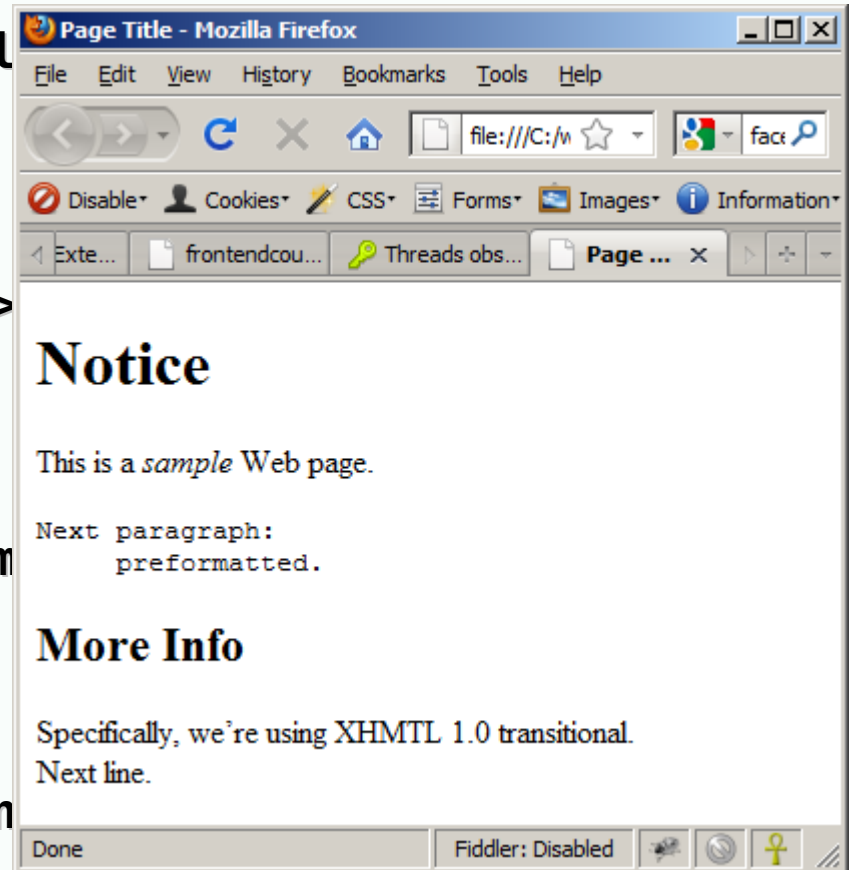 Page Title - Mozilla Firefox
File Edit View History Bookmarks Tools Help
file:///C:/w
face
Disable Cookies CSS Forms Images Information
Exte... frontendcou... Threads obs... Page ...
>
Notice
This is a sample Web page.
Next paragraph:
preformatted.
More Info
Specifically, we're using XHMTL 1.0 transitional.
Next line.
Done Fiddler: Disabled